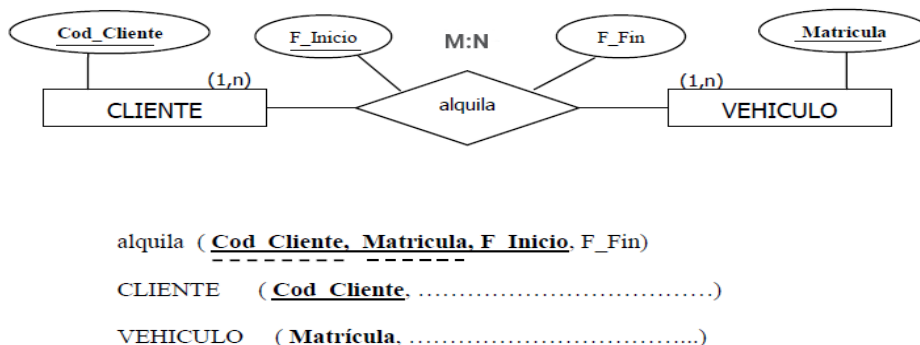 Cod_Cliente F_Inicio M:N F_Fin Matricula
(1,n) (1,n)
CLIENTE alquila VEHICULO
alquila ( Cod_Cliente, Matricula, F_Inicio, F_Fin)
CLIENTE ( Cod_Cliente, ……………………………….)
VEHICULO ( Matrícula, ……………………………...)